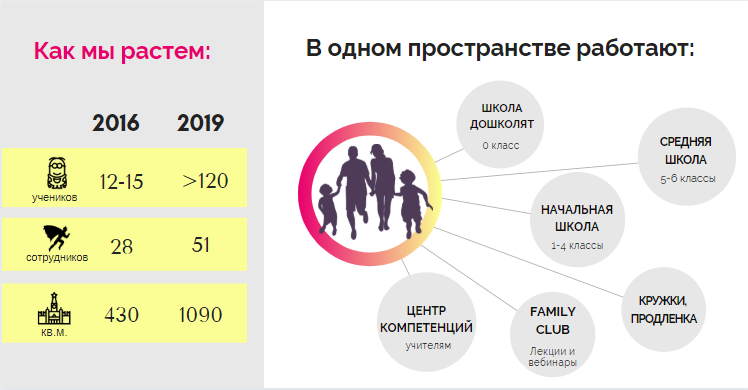 Как мы растем:
2016 2019
учеников 12-15 >120
сотрудников 28 51
кв.м. 430 1090
В одном пространстве работают:
ШКОЛА
ДОШКОЛЯТ
0 класс
СРЕДНЯЯ
ШКОЛА
5-6 классы
НАЧАЛЬНАЯ
ШКОЛА
1-4 классы
КРУЖКИ,
ПРОДЛЕНКА
FAMILY
CLUB
Лекции и
вебинары
ЦЕНТР
КОМПЕТЕНЦИЙ
учителям